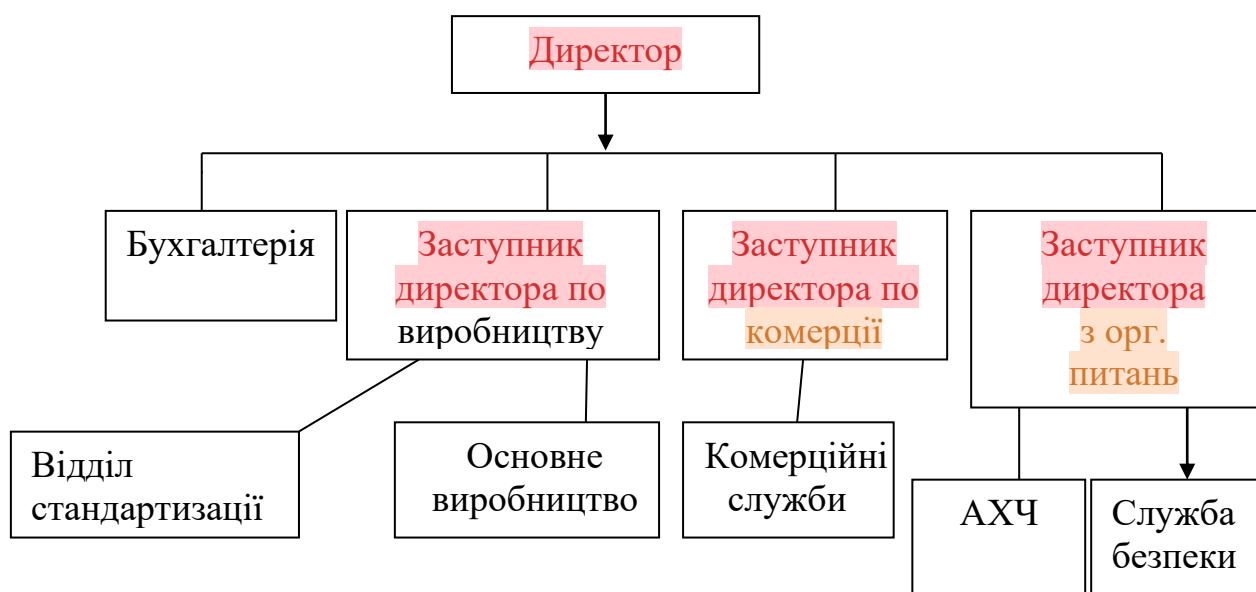 Директор
Бухгалтерія
Заступник
директора по
виробництву
Заступник
директора по
комерції
Заступник
директора
з орг.
питань
Відділ
стандартизації
Основне
виробництво
Комерційні
служби
АХЧ
Служба
безпеки